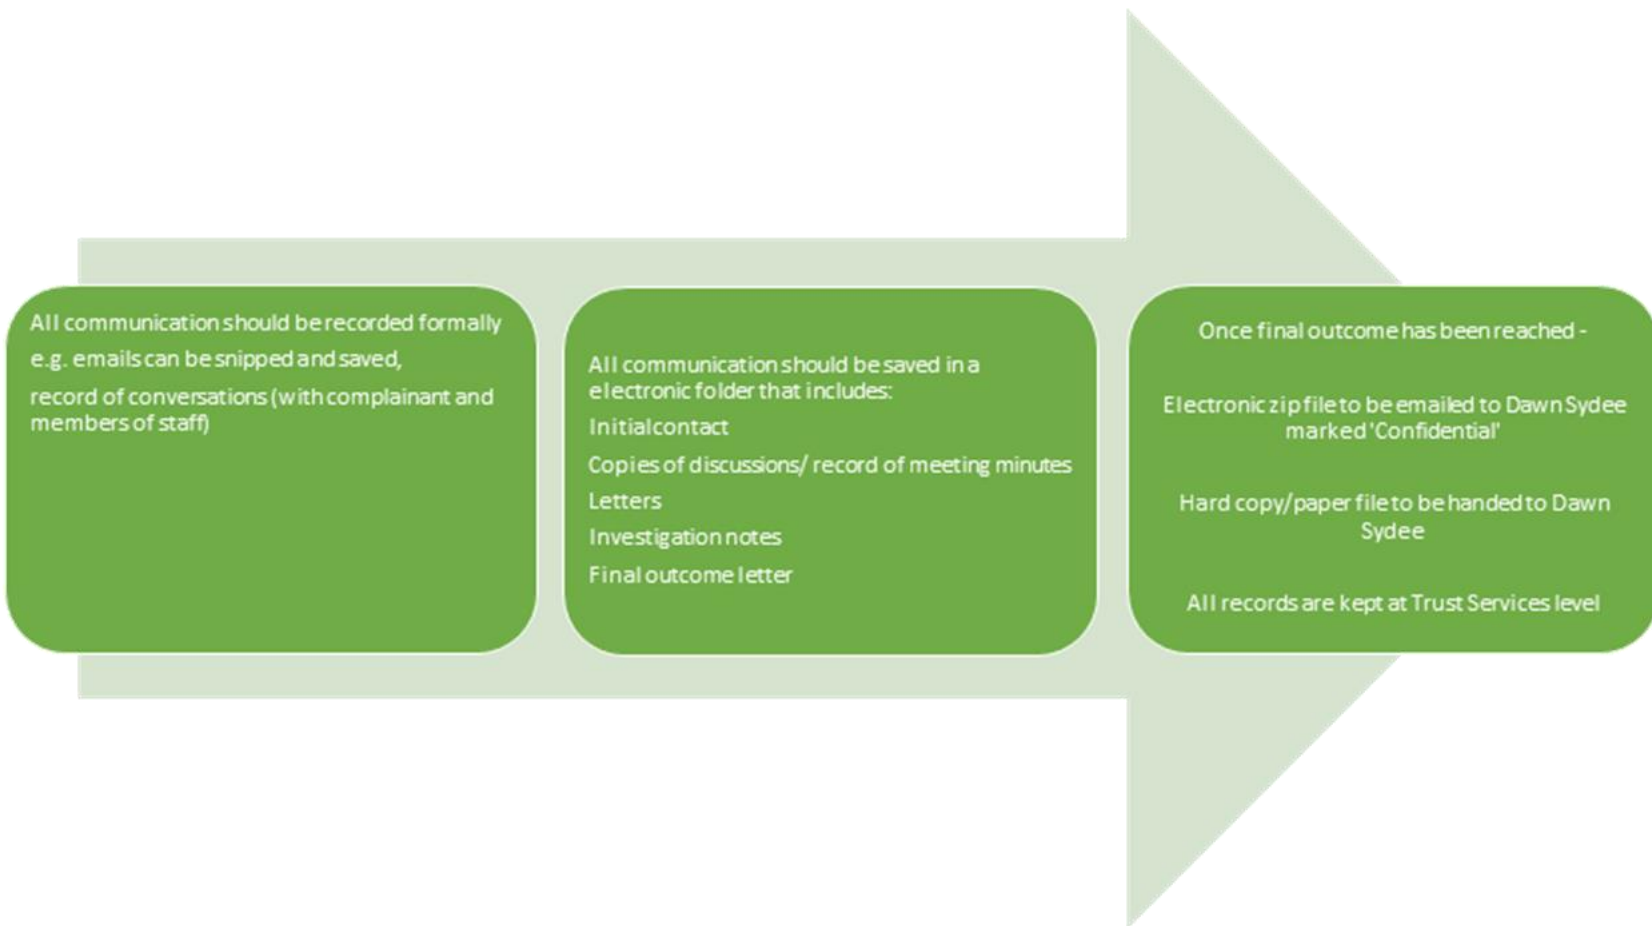 All communication should be recorded formally
e.g. emails can be snipped and saved,
record of conversations (with complainant and
members of staff)
All communication should be saved in a
electronic folder that includes:
Initial contact
Copies of discussions/ record of meeting minutes
Letters
Investigation notes
Final outcome letter
Once final outcome has been reached -
Electronic zip file to be emailed to Dawn Sydee
marked 'Confidential'
Hard copy/paper file to be handed to Dawn
Sydee
All records are kept at Trust Services level